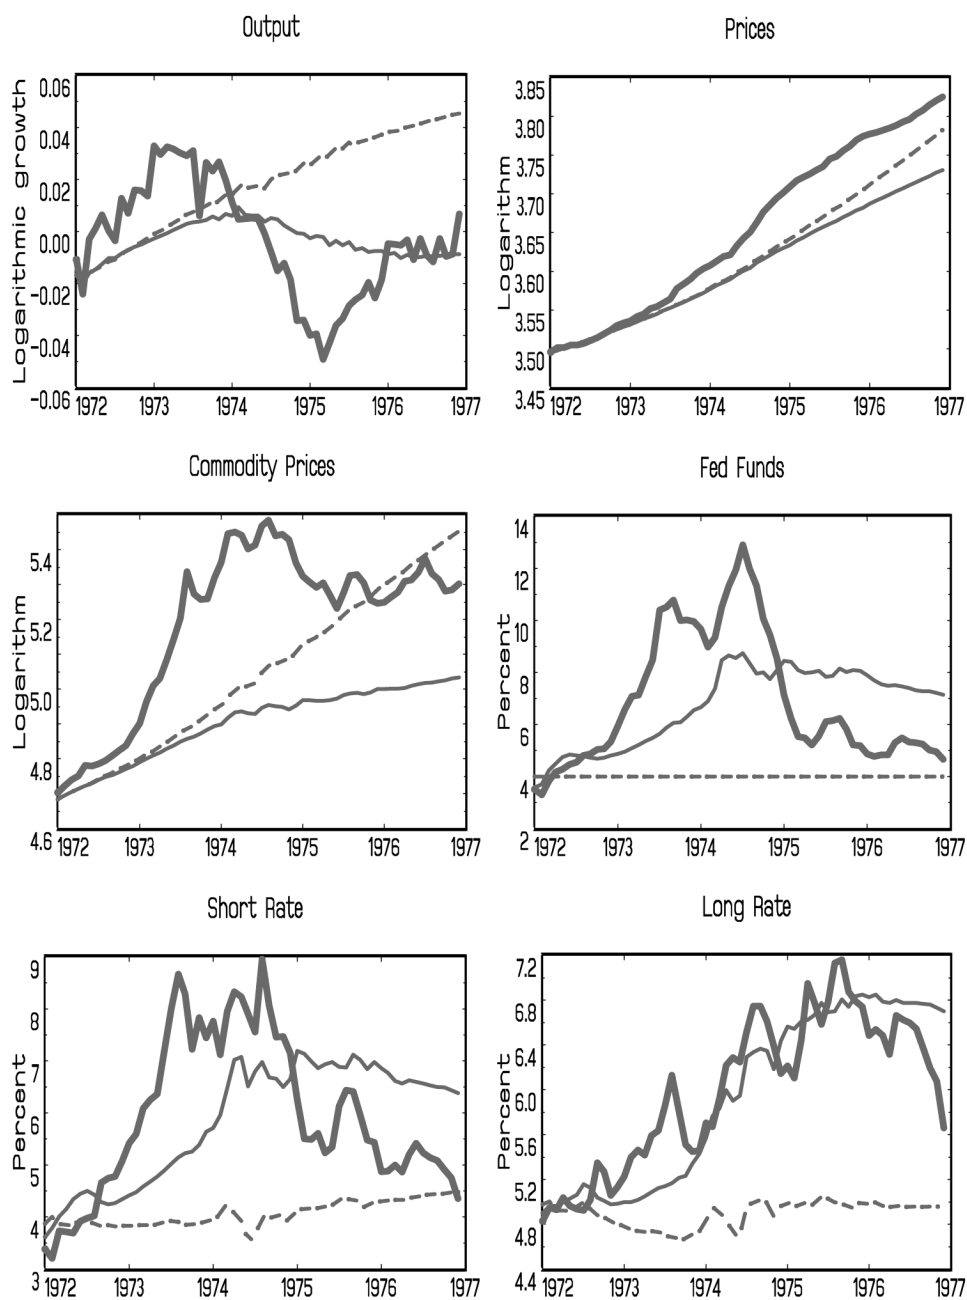 Output
Logarithmic growth
0.06
0.04
0.02
0.00
−0.02
−0.04
−0.06
1972 1973 1974 1975 1976 1977
Prices
Logarithm
3.85
3.80
3.75
3.70
3.65
3.60
3.55
3.50
3.45
1972 1973 1974 1975 1976 1977
Commodity Prices
Logarithm
5.4
5.2
5.0
4.8
4.6
1972 1973 1974 1975 1976 1977
Fed Funds
Percent
14
12
10
8
6
4
2
1972 1973 1974 1975 1976 1977
Short Rate
Percent
9
8
7
6
5
4
3
1972 1973 1974 1975 1976 1977
Long Rate
Percent
7.2
6.8
6.4
6.0
5.6
5.2
4.8
4.4
1972 1973 1974 1975 1976 1977